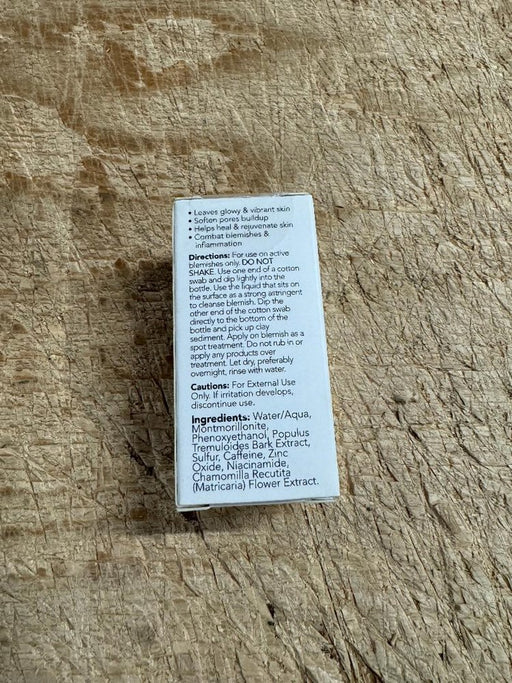 • Leaves glowy & vibrant skin
• Soften pores buildup
• Helps heal & rejuvenate skin
• Combat blemishes &
inflammation
Directions: For use on active
blemishes only. DO NOT
SHAKE. Use one end of a cotton
swab and dip lightly into the
bottle. Use the liquid that sits on
the surface as a strong astringent
to cleanse blemish. Dip the
other end of the cotton swab
directly to the bottom of the
bottle and pick up clay
sediment. Apply on blemish as a
spot treatment. Do not rub in or
apply any products over
treatment. Let dry, preferably
overnight, rinse with water.
Cautions: For External Use
Only. If irritation develops,
discontinue use.
Ingredients: Water/Aqua,
Montmorillonite,
Phenoxyethanol, Populus
Tremuloides Bark Extract,
Sulfur, Caffeine, Zinc
Oxide, Niacinamide,
Chamomilla Recutita
(Matricaria) Flower Extract.